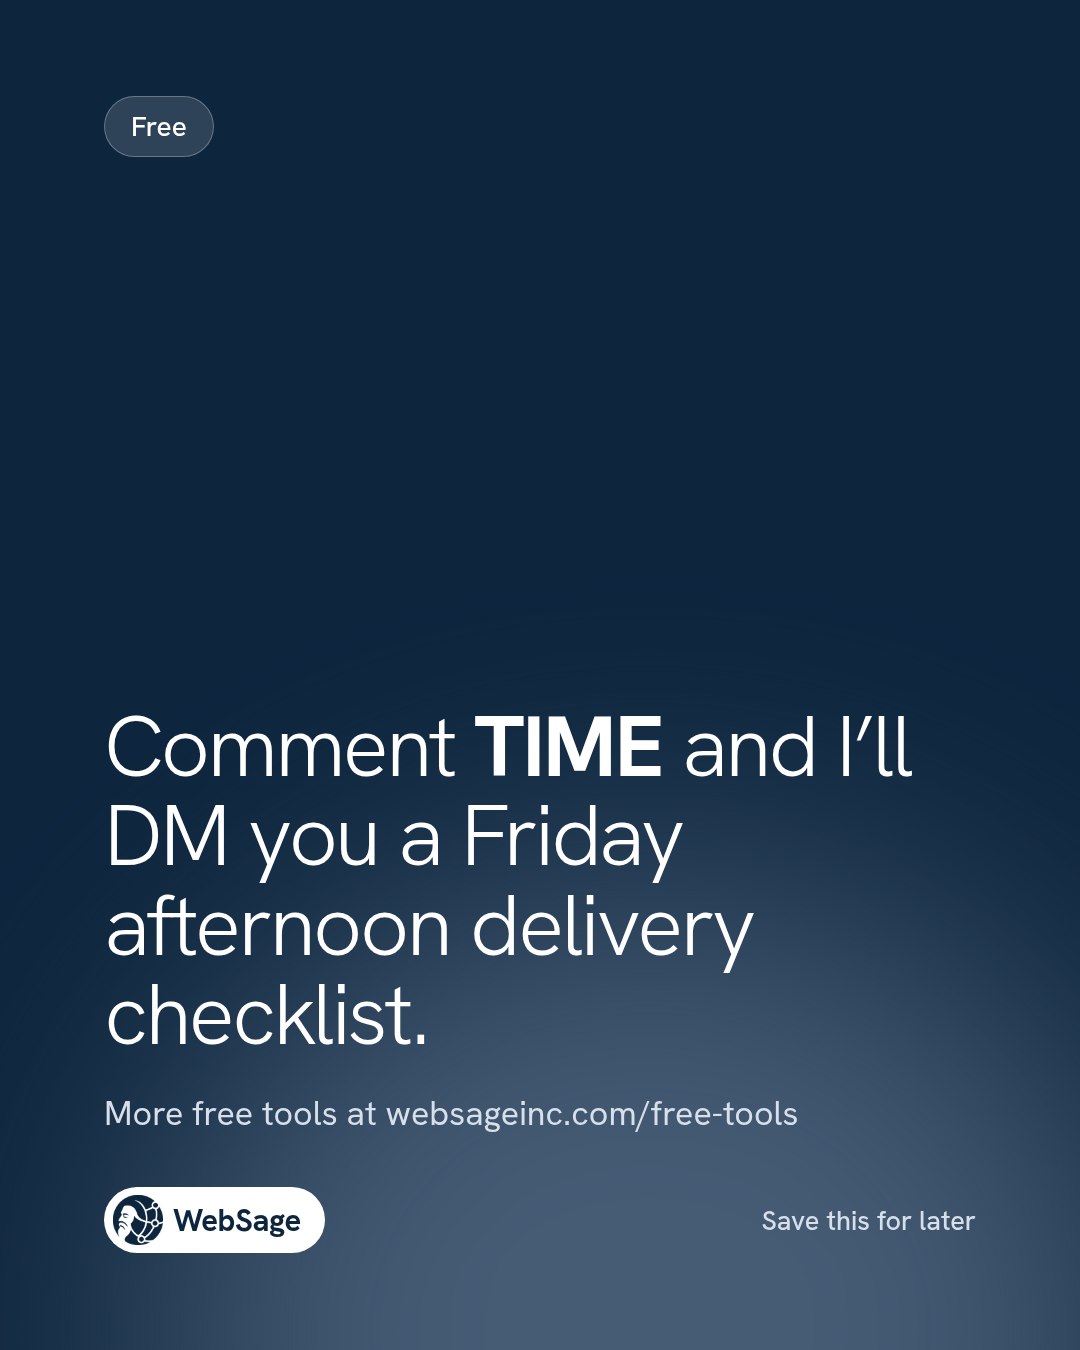 Free
Comment TIME and I’ll
DM you a Friday
afternoon delivery
checklist.
More free tools at websageinc.com/free-tools
WebSage
Save this for later